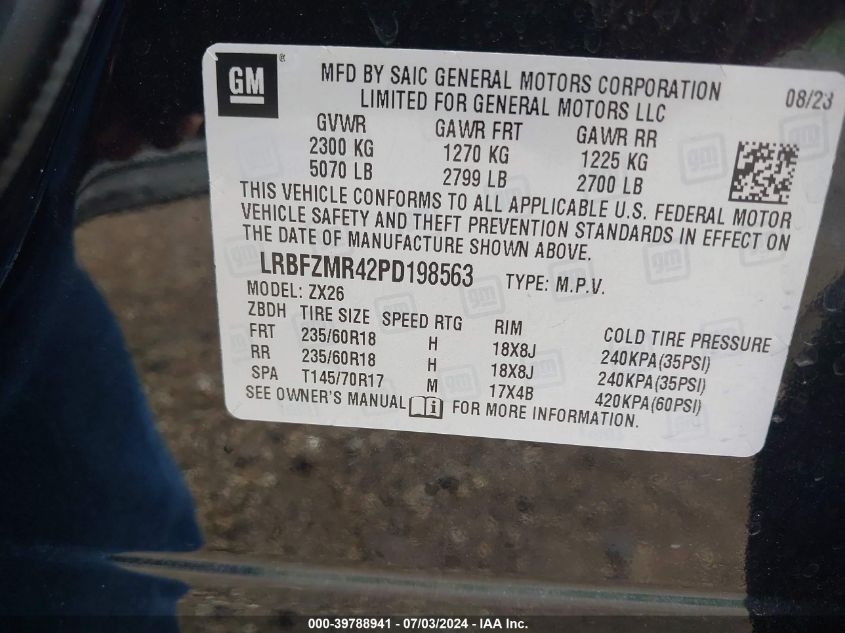 GM ®
MFD BY SAIC GENERAL MOTORS CORPORATION
LIMITED FOR GENERAL MOTORS LLC
08/23
GVWR GAWR FRT GAWR RR
2300 KG 1270 KG 1225 KG
5070 LB 2799 LB 2700 LB
THIS VEHICLE CONFORMS TO ALL APPLICABLE U.S. FEDERAL MOTOR
VEHICLE SAFETY AND THEFT PREVENTION STANDARDS IN EFFECT ON
THE DATE OF MANUFACTURE SHOWN ABOVE.
LRBFZMR42PD198563 TYPE: M.P.V.
MODEL: ZX26
ZBDH TIRE SIZE SPEED RTG RIM COLD TIRE PRESSURE
FRT 235/60R18 H 18X8J 240KPA(35PSI)
RR 235/60R18 H 18X8J 240KPA(35PSI)
SPA T145/70R17 M 17X4B 420KPA(60PSI)
SEE OWNER'S MANUAL FOR MORE INFORMATION.
000-39788941 / 07/03/2024 - IAA, Inc.